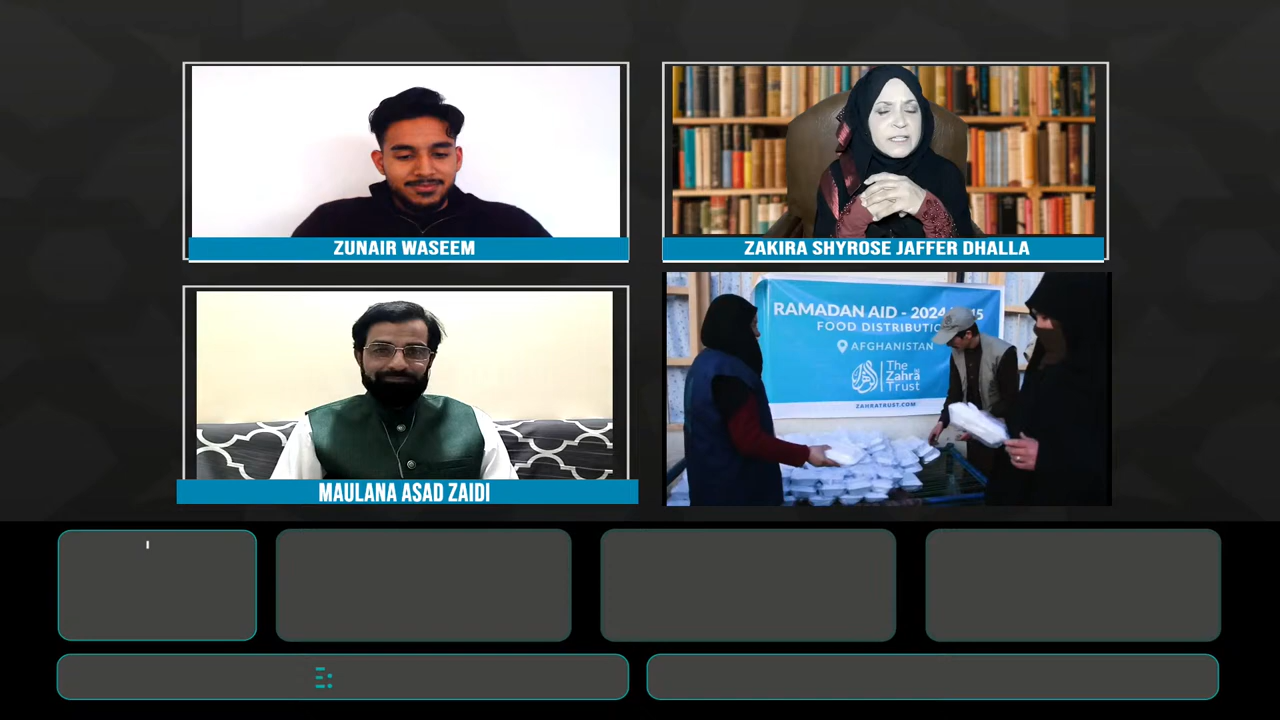 ZUNAIR WASEEM
ZAKIRA SHYROSE JAFFER DHALLA
MAULANA ASAD ZAIDI
RAMADAN AID - 2024
FOOD DISTRIBUTIO
AFGHANISTAN
The
Zahra
Trust
ZAHRATRUST.COM